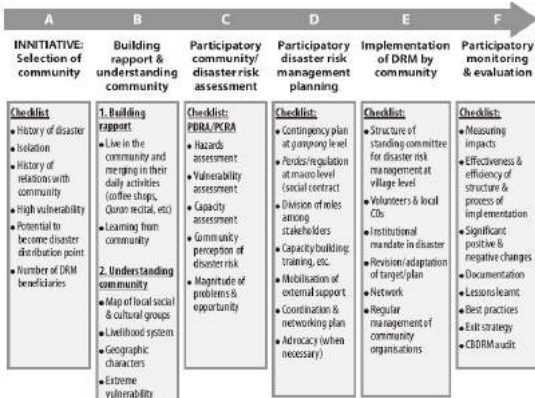 A
B
C
D
E
F
INNITIATIVE:
Selection of
community
Building
rapport &
understanding
community
Participatory
community/
disaster risk
assessment
Participatory
disaster risk
management
planning
Implementation
of DRM by
community
Participatory
monitoring
& evaluation
Checklist
• History of disaster
• Isolation
• History of
relations with
community
• High vulnerability
• Potential to
become disaster
distribution point
• Number of DRM
beneficiaries
1. Building
rapport
• Live in the
community and
merging in their
daily activities
(coffee shops,
Quran recital, etc)
• Learning from
community
2. Understanding
community
• Map of local social
& cultural groups
• Livelihood system
• Geographic
characters
• Extreme
vulnerability
Checklist:
PDRA/PCRA
• Hazards
assessment
• Vulnerability
assessment
• Capacity
assessment
• Community
perception of
disaster risk
• Magnitude of
problems &
opportunity
Checklist:
• Contingency plan
at gampong level
• Perdes/regulation
at macro level
(social contract
• Division of roles
among
stakeholders
• Capacity building:
training, etc.
• Mobilisation of
external support
• Coordination &
networking plan
• Advocacy (when
necessary)
Checklist:
• Structure of
standing committee
for disaster risk
management at
village level
• Volunteers & local
COs
• Institutional
mandate in disaster
• Revision/adaptation
of target/plan
• Network
• Regular
management of
community
organisations
Checklist:
• Measuring
impacts
• Effectiveness &
efficiency of
structure &
process of
implementation
• Significant
positive &
negative changes
• Documentation
• Lessons learnt
• Best practices
• Exit strategy
• CBDRM audit